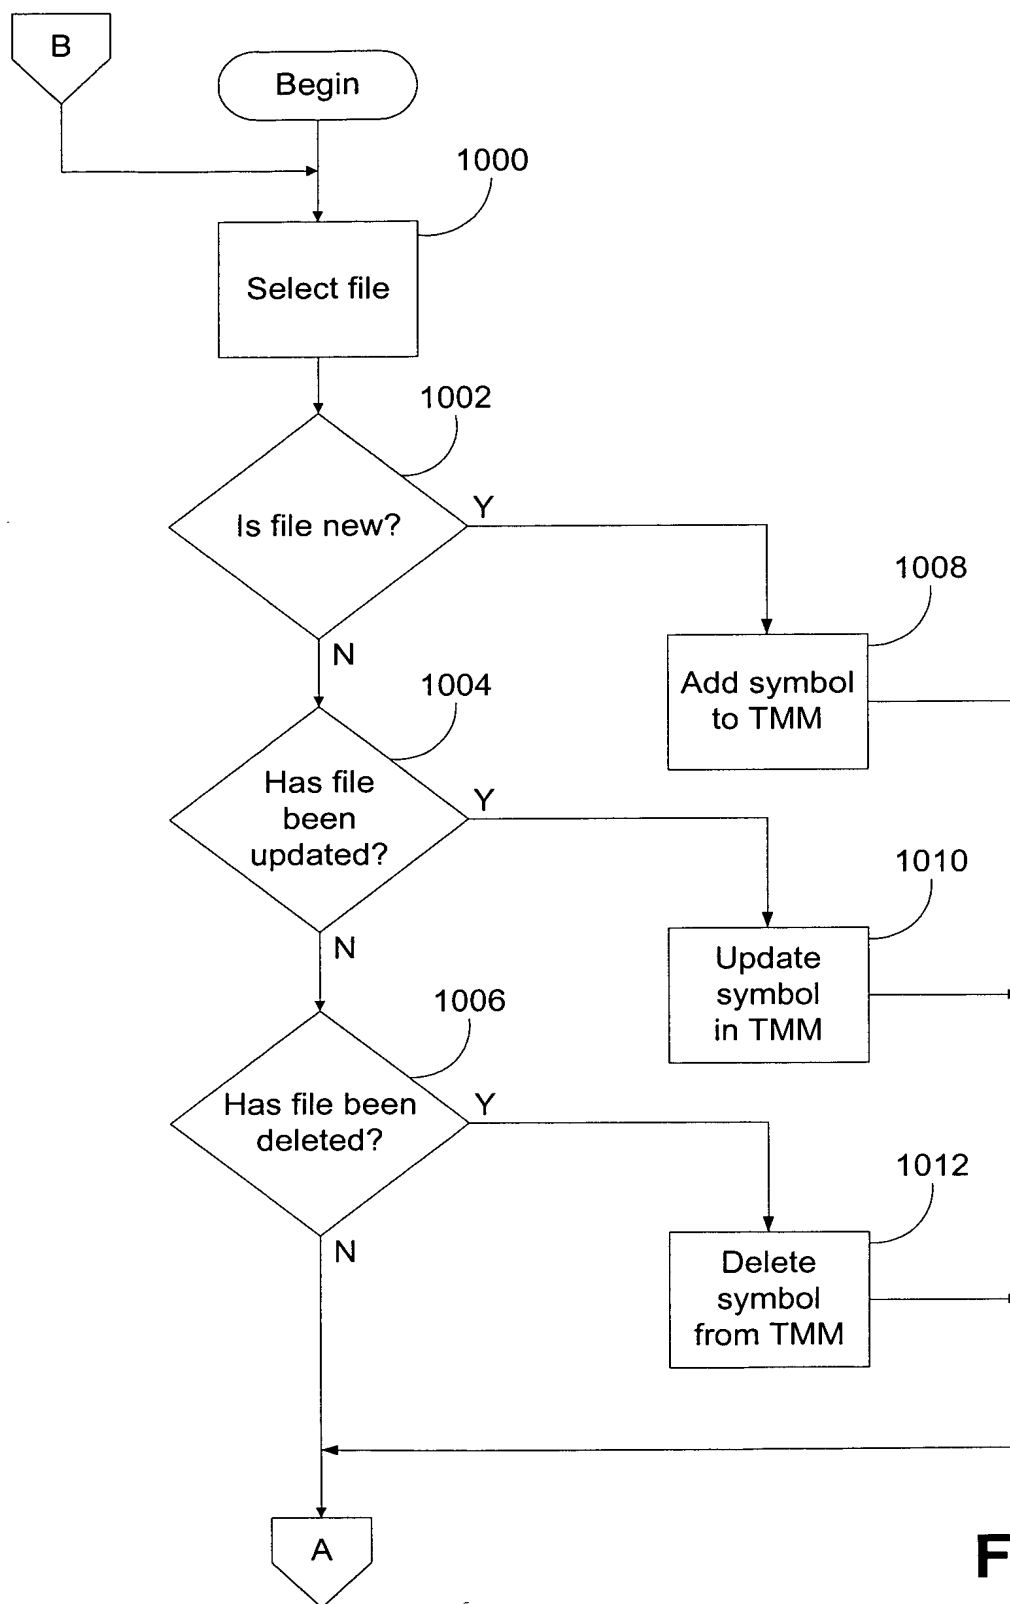 B
Begin
1000
Select file
1002
Is file new?
Y
N
1008
Add symbol
to TMM
1004
Has file
been
updated?
Y
N
1010
Update
symbol
in TMM
1006
Has file been
deleted?
Y
N
1012
Delete
symbol
from TMM
A
F